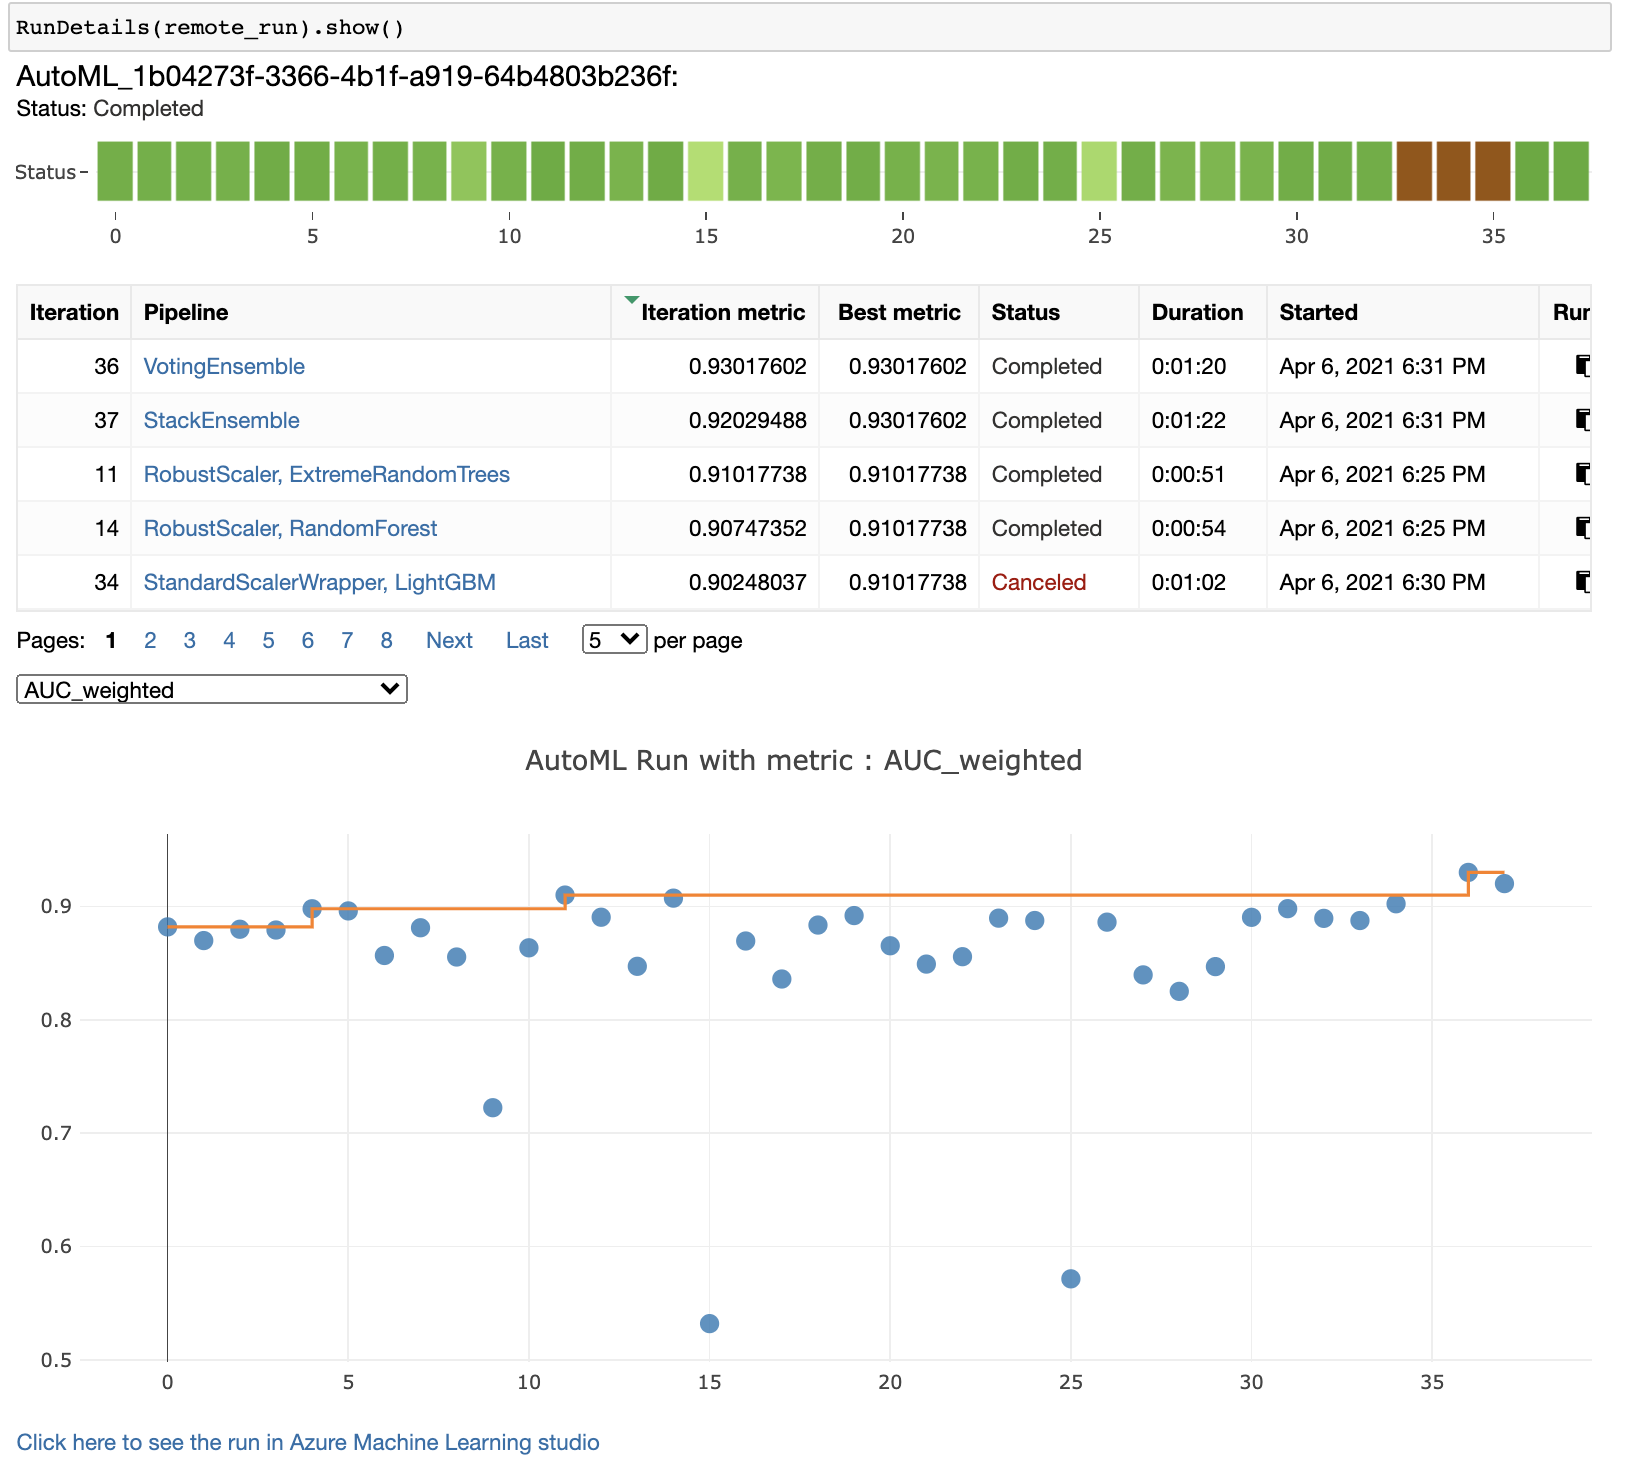 RunDetails(remote_run).show()
AutoML_1b04273f-3366-4b1f-a919-64b4803b236f:
Status: Completed
Status
0 5 10 15 20 25 30 35
Iteration Pipeline Iteration metric Best metric Status Duration Started Run
36 VotingEnsemble 0.93017602 0.93017602 Completed 0:01:20 Apr 6, 2021 6:31 PM
37 StackEnsemble 0.92029488 0.93017602 Completed 0:01:22 Apr 6, 2021 6:31 PM
11 RobustScaler, ExtremeRandomTrees 0.91017738 0.91017738 Completed 0:00:51 Apr 6, 2021 6:25 PM
14 RobustScaler, RandomForest 0.90747352 0.91017738 Completed 0:00:54 Apr 6, 2021 6:25 PM
34 StandardScalerWrapper, LightGBM 0.90248037 0.91017738 Canceled 0:01:02 Apr 6, 2021 6:30 PM
Pages: 1 2 3 4 5 6 7 8 Next Last 5 per page
AUC_weighted
AutoML Run with metric : AUC_weighted
0.9
0.8
0.7
0.6
0.5
0 5 10 15 20 25 30 35
Click here to see the run in Azure Machine Learning studio